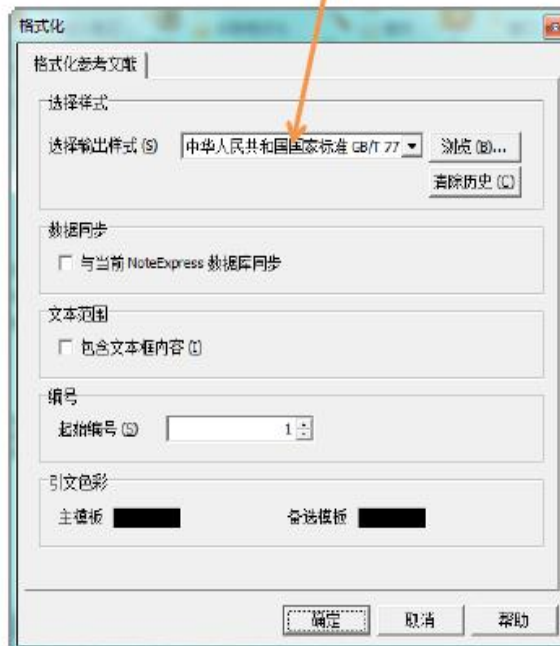 格式化
格式化参考文献
选择样式
选择输出样式(S) 中华人民共和国国家标准 GB/T 77 浏览(B)...
清除历史(C)
数据同步
与当前 NoteExpress 数据库同步
文本范围
包含文本框内容(I)
编号
起始编号(S) 1
引文色彩
主模板 备选模板
确定 取消 帮助